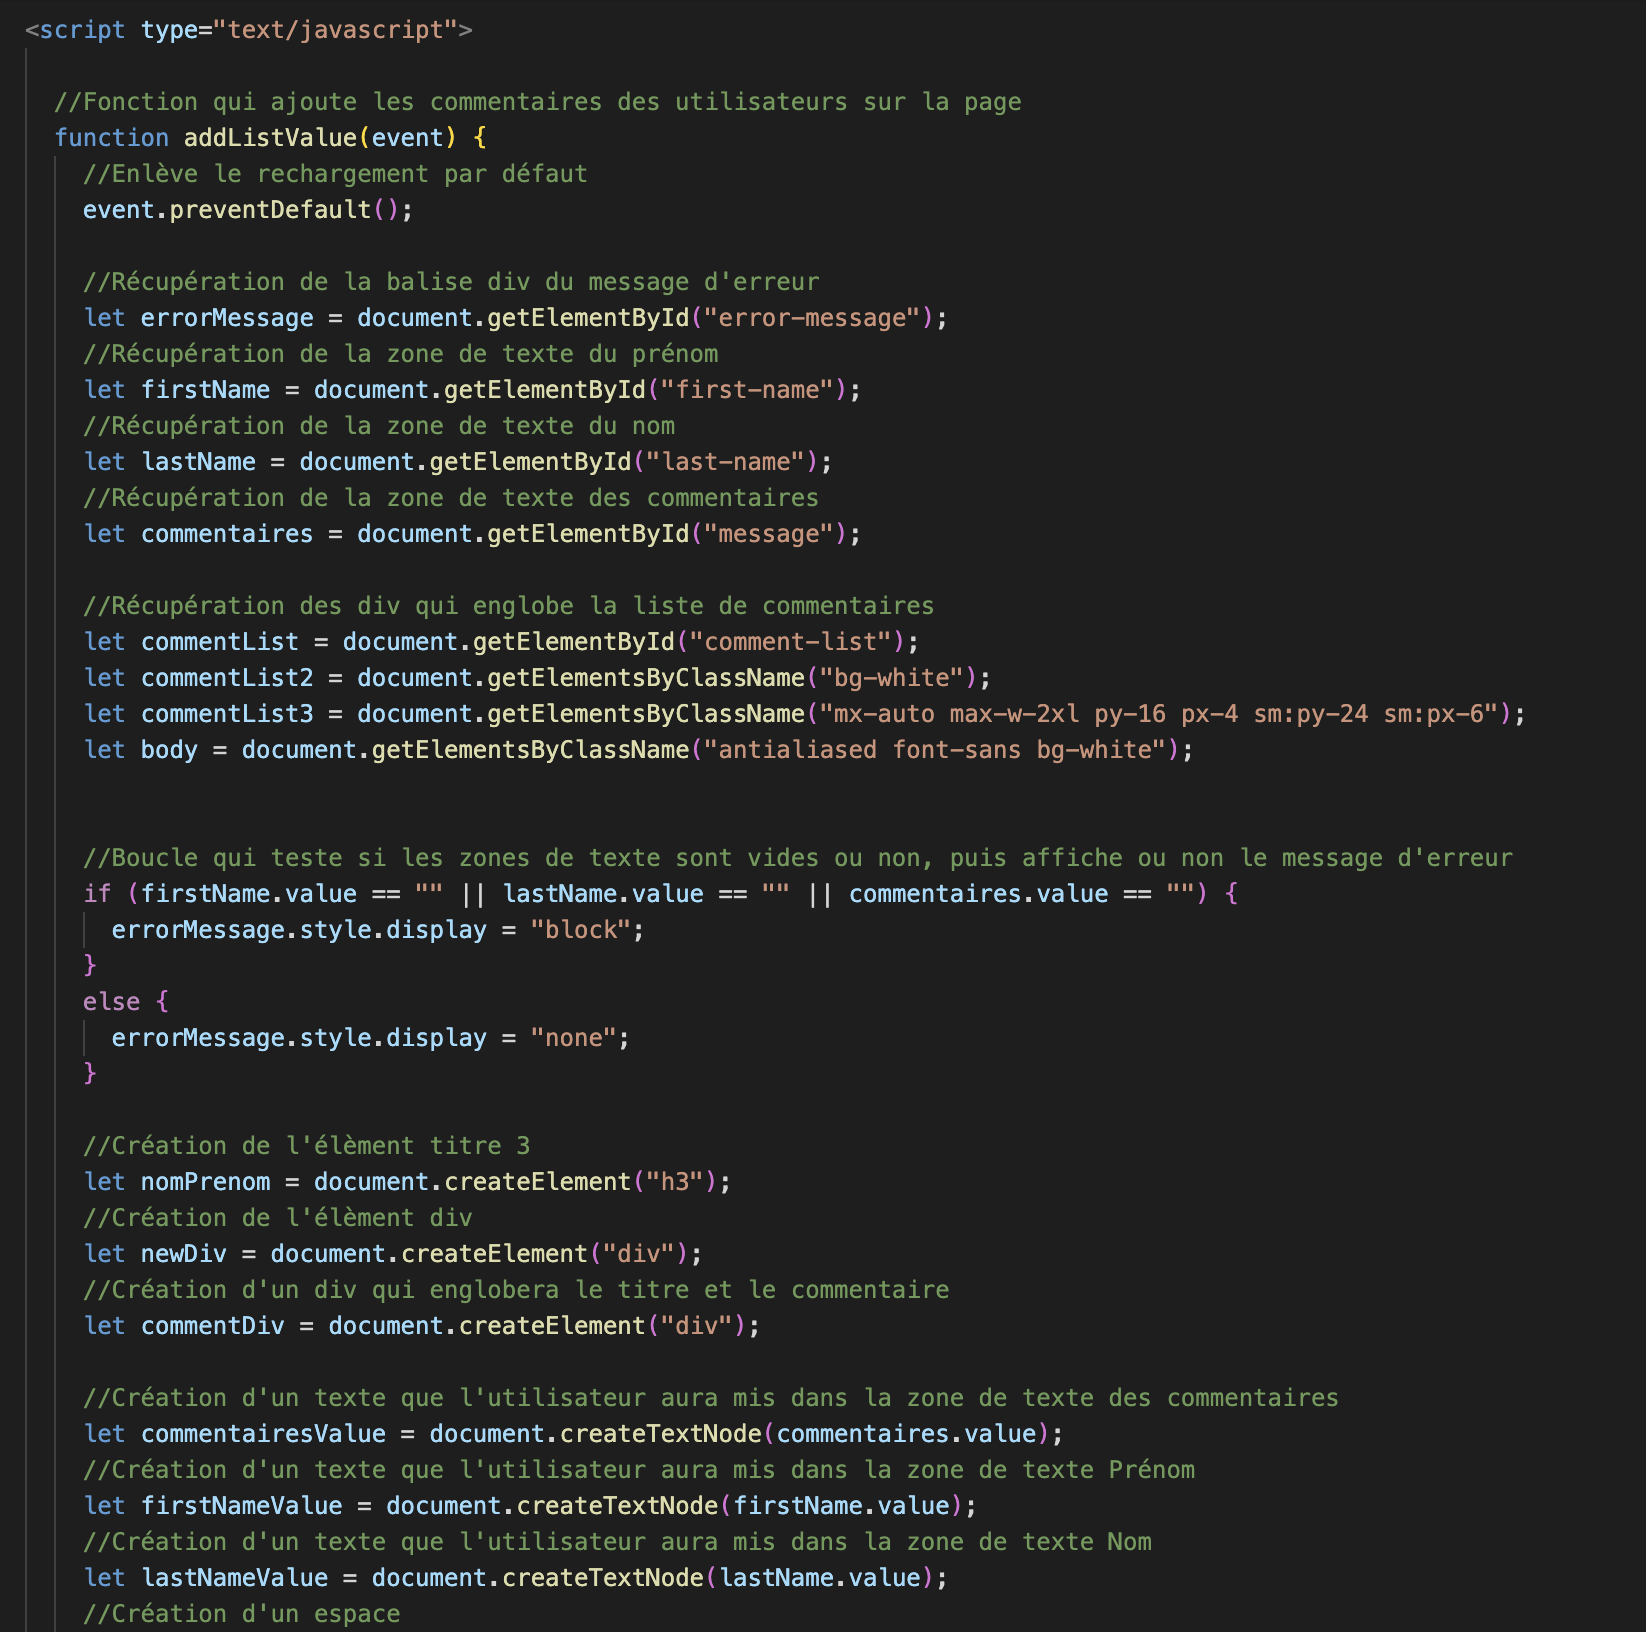 <script type="text/javascript">
//Fonction qui ajoute les commentaires des utilisateurs sur la page
function addListValue(event) {
//Enlève le rechargement par défaut
event.preventDefault();
//Récupération de la balise div du message d'erreur
let errorMessage = document.getElementById("error-message");
//Récupération de la zone de texte du prénom
let firstName = document.getElementById("first-name");
//Récupération de la zone de texte du nom
let lastName = document.getElementById("last-name");
//Récupération de la zone de texte des commentaires
let commentaires = document.getElementById("message");
//Récupération des div qui englobe la liste de commentaires
let commentList = document.getElementById("comment-list");
let commentList2 = document.getElementsByClassName("bg-white");
let commentList3 = document.getElementsByClassName("mx-auto max-w-2xl py-16 px-4 sm:py-24 sm:px-6");
let body = document.getElementsByClassName("antialiased font-sans bg-white");
//Boucle qui teste si les zones de texte sont vides ou non, puis affiche ou non le message d'erreur
if (firstName.value == "" || lastName.value == "" || commentaires.value == "") {
errorMessage.style.display = "block";
}
else {
errorMessage.style.display = "none";
}
//Création de l'élèment titre 3
let nomPrenom = document.createElement("h3");
//Création de l'élèment div
let newDiv = document.createElement("div");
//Création d'un div qui englobera le titre et le commentaire
let commentDiv = document.createElement("div");
//Création d'un texte que l'utilisateur aura mis dans la zone de texte des commentaires
let commentairesValue = document.createTextNode(commentaires.value);
//Création d'un texte que l'utilisateur aura mis dans la zone de texte Prénom
let firstNameValue = document.createTextNode(firstName.value);
//Création d'un texte que l'utilisateur aura mis dans la zone de texte Nom
let lastNameValue = document.createTextNode(lastName.value);
//Création d'un espace